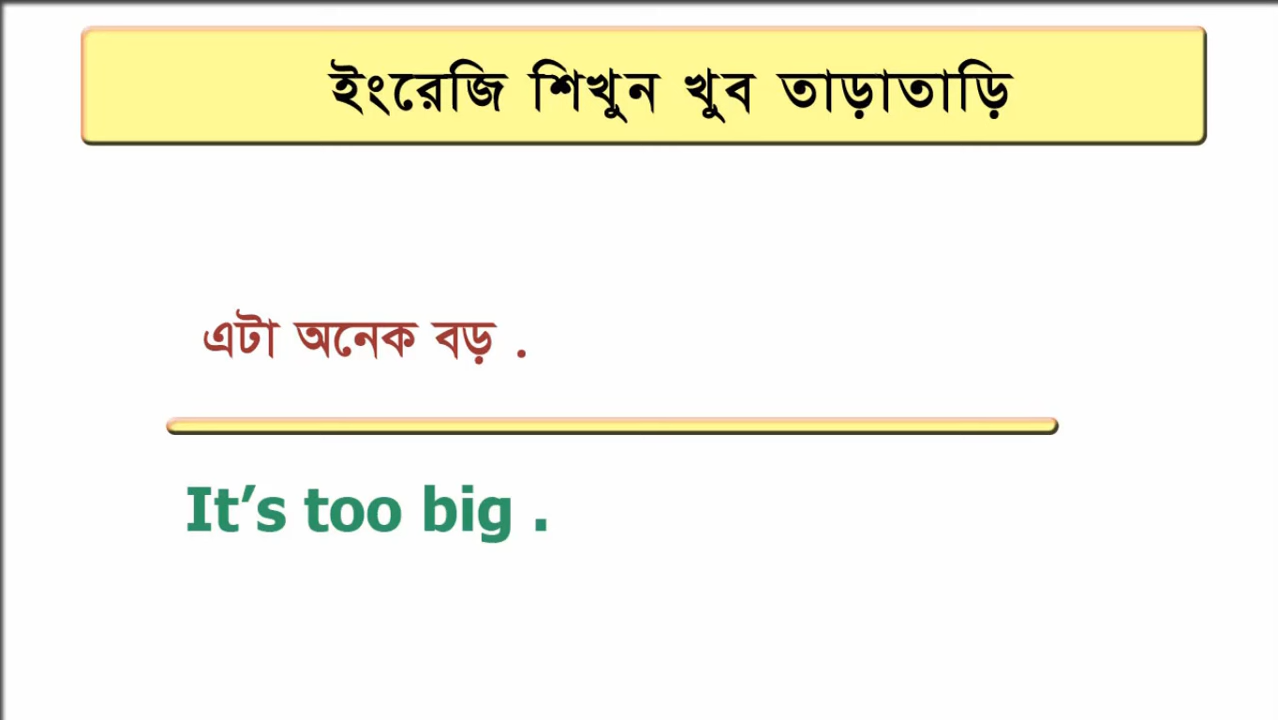 ইংরেজি শিখুন খুব তাড়াতাড়ি
এটা অনেক বড় .
It’s too big .